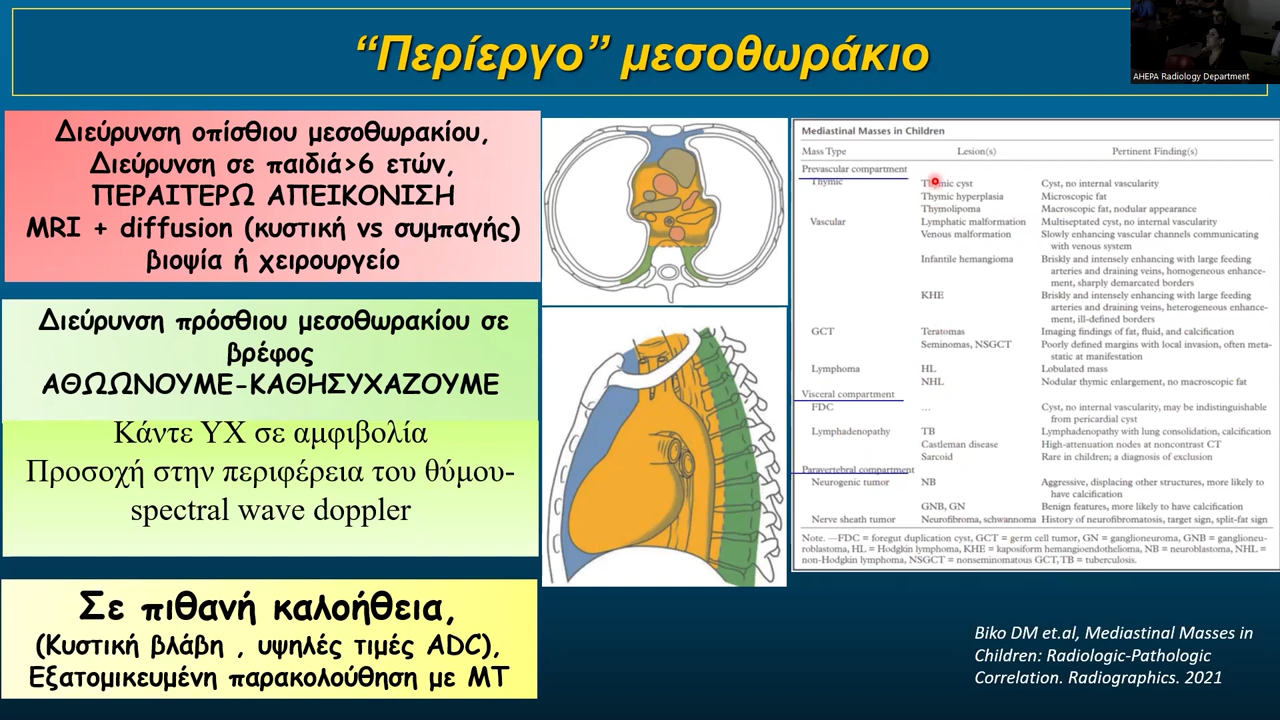 “Περίεργο” μεσοθωράκιο
AHEPA Radiology Department
Διεύρυνση οπίσθιου μεσοθωρακίου,
Διεύρυνση σε παιδιά>6 ετών,
ΠΕΡΑΙΤΕΡΩ ΑΠΕΙΚΟΝΙΣΗ
MRI + diffusion (κυστική vs συμπαγής)
βιοψία ή χειρουργείο
Διεύρυνση πρόσθιου μεσοθωρακίου σε
βρέφος
ΑΘΩΩΝΟΥΜΕ-ΚΑΘΗΣΥΧΑΖΟΥΜΕ
Κάντε ΥΧ σε αμφιβολία
Προσοχή στην περιφέρεια του θύμου-
spectral wave doppler
Σε πιθανή καλοήθεια,
(Κυστική βλάβη , υψηλές τιμές ADC),
Εξατομικευμένη παρακολούθηση με ΜΤ
Mediastinal Masses in Children
Mass Type Lesion(s) Pertinent Finding(s)
Prevascular compartment
Thymic Thymic cyst Cyst, no internal vascularity
Thymic hyperplasia Microscopic fat
Thymolipoma Macroscopic fat, nodular appearance
Vascular Lymphatic malformation Multiseptated cyst, no internal vascularity
Venous malformation Slowly enhancing vascular channels communicating
with venous system
Infantile hemangioma Briskly and intensely enhancing with large feeding
arteries and draining veins, homogeneous enhance-
ment, sharply demarcated borders
KHE Briskly and intensely enhancing with large feeding
arteries and draining veins, heterogeneous enhance-
ment, ill-defined borders
GCT Teratomas Imaging findings of fat, fluid, and calcification
Seminomas, NSGCT Poorly defined margins with local invasion, often meta-
static at manifestation
Lymphoma HL Lobulated mass
NHL Nodular thymic enlargement, no macroscopic fat
Visceral compartment
FDC ... Cyst, no internal vascularity, may be indistinguishable
from pericardial cyst
Lymphadenopathy TB Lymphadenopathy with lung consolidation, calcification
Castleman disease High-attenuation nodes at noncontrast CT
Sarcoid Rare in children; a diagnosis of exclusion
Paravertebral compartment
Neurogenic tumor NB Aggressive, displacing other structures, more likely to
have calcification
GNB, GN Benign features, more likely to have calcification
Nerve sheath tumor Neurofibroma, schwannoma History of neurofibromatosis, target sign, split-fat sign
Note. —FDC = foregut duplication cyst, GCT = germ cell tumor, GN = ganglioneuroma, GNB = ganglioneu-
roblastoma, HL = Hodgkin lymphoma, KHE = kaposiform hemangioendothelioma, NB = neuroblastoma, NHL =
non-Hodgkin lymphoma, NSGCT = nonseminomatous GCT, TB = tuberculosis.
Biko DM et.al, Mediastinal Masses in
Children: Radiologic-Pathologic
Correlation. Radiographics. 2021